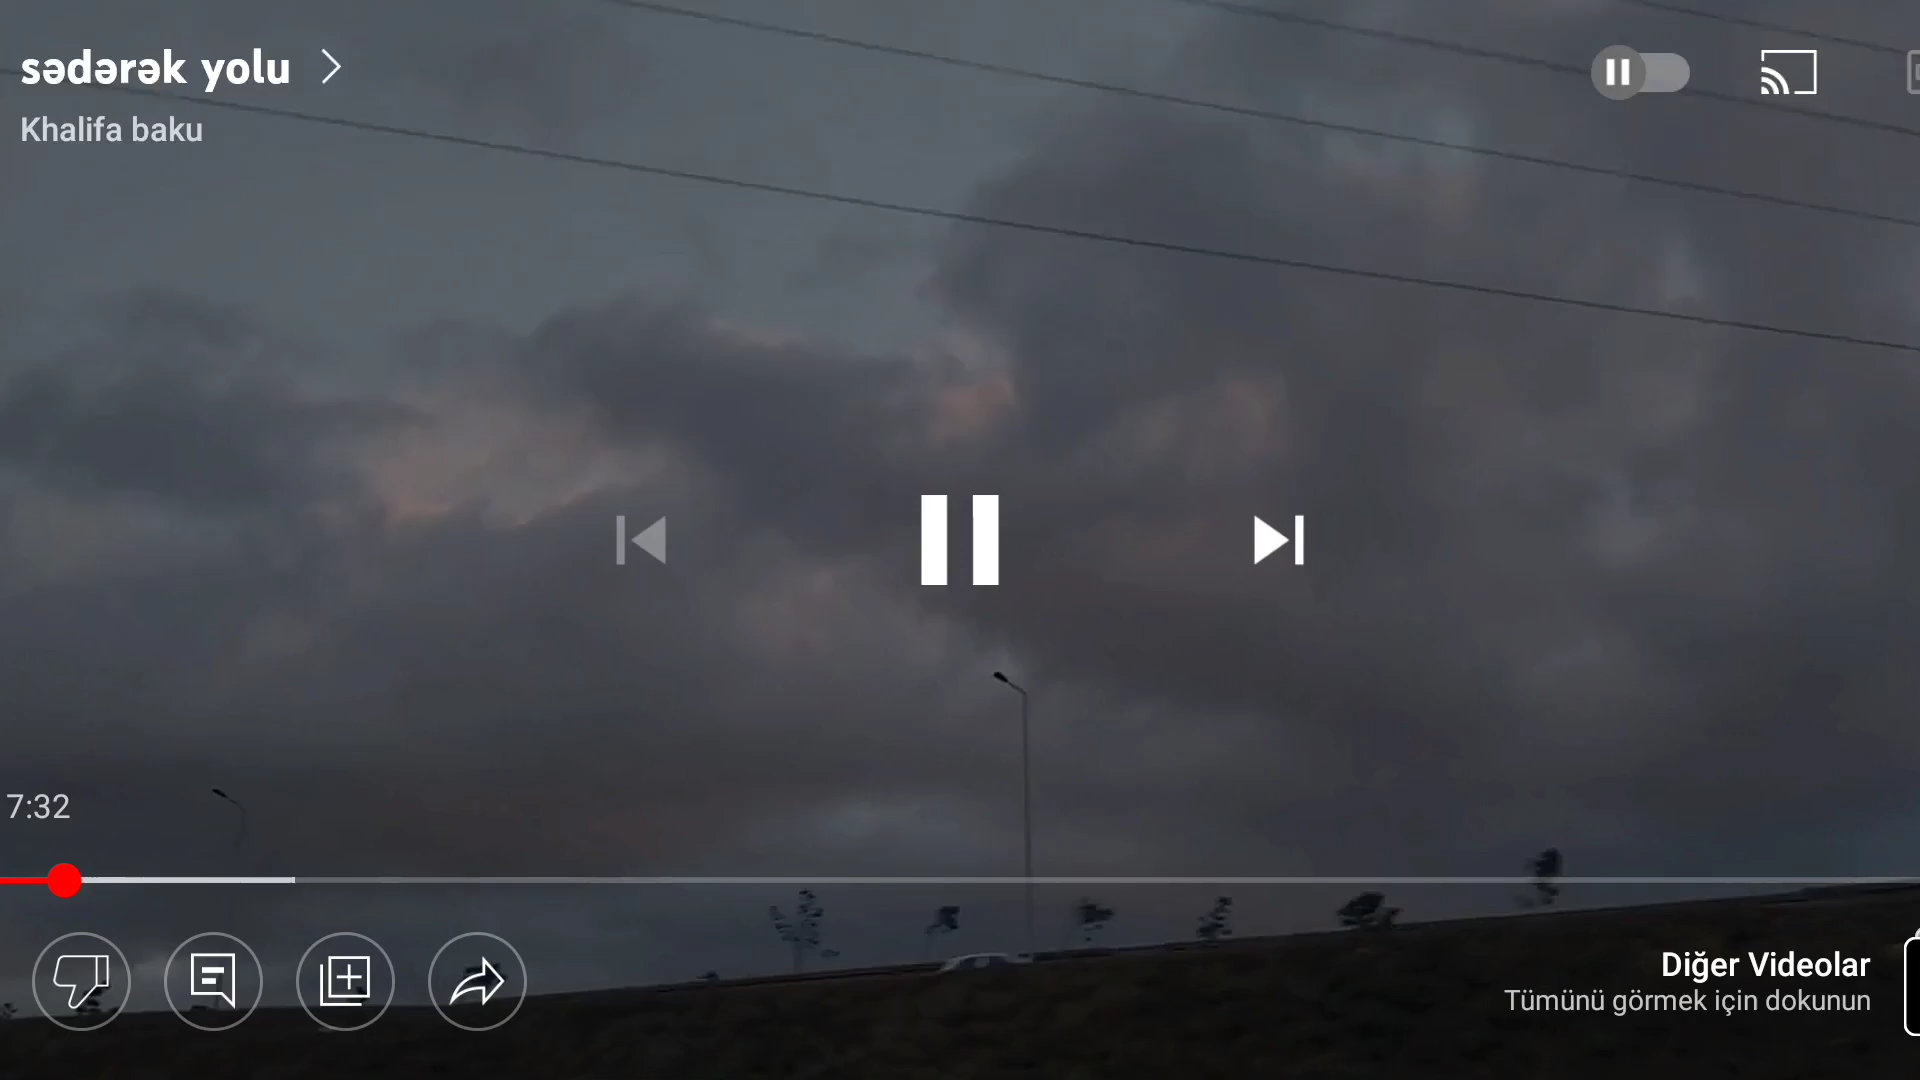 sədərək yolu
Khalifa baku
7:32
Diğer Videolar
Tümünü görmek için dokunun